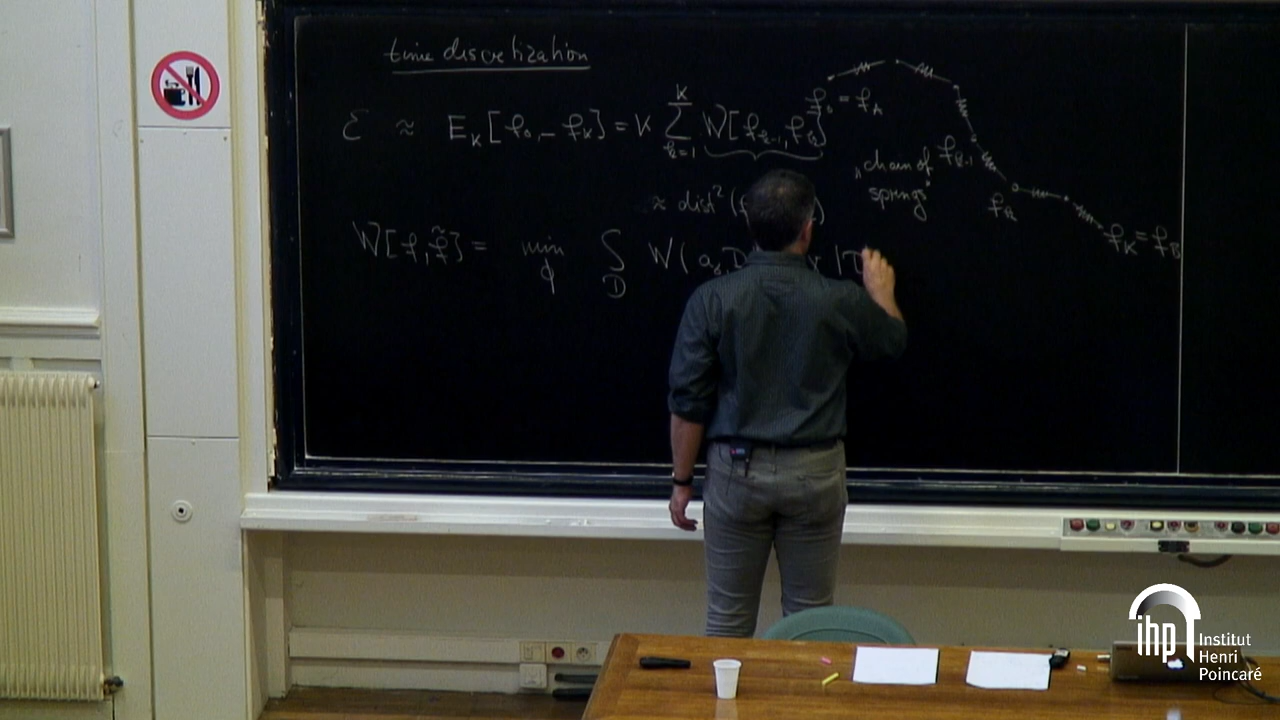 time discretization
ε ≈ E_K[f_0, – f_K] = K ∑_{k=1}^{K} W[f_{k-1}, f_k]
≈ dist²(
f_0 = f_A
f_{k-1}
"chain of
springs"
f_k
f_K = f_B
W[f, f̃] = min_Φ ∫_D W(
Institut
Henri
Poincaré
ihp